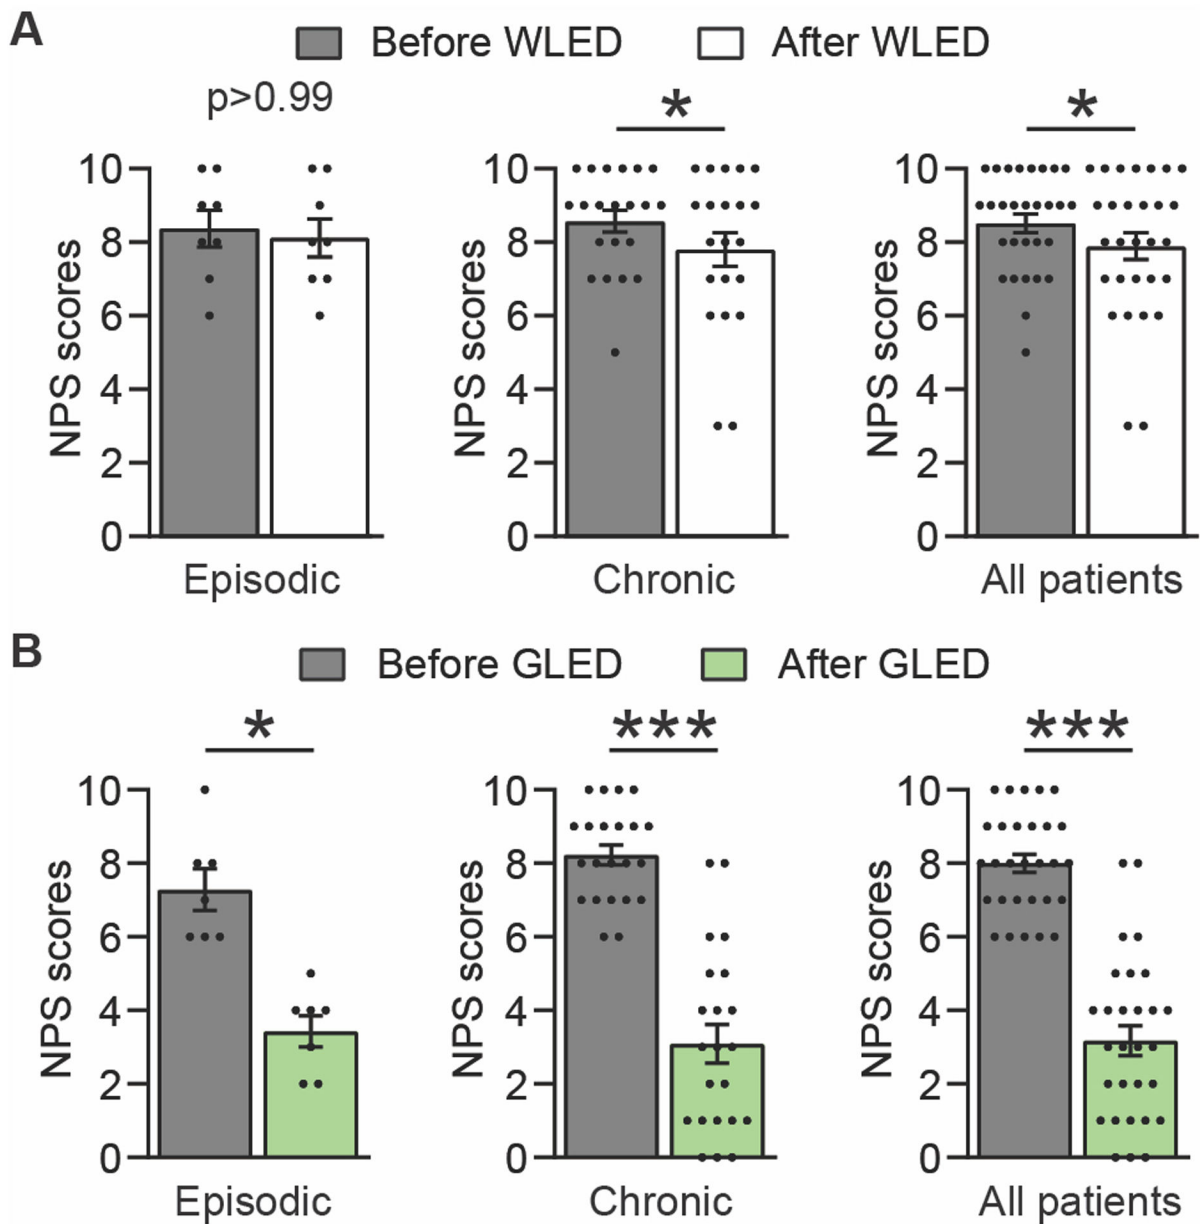 A
Before WLED After WLED
p>0.99 * *
10 10 10
8 8 8
6 6 6
4 4 4
2 2 2
0 0 0
NPS scores NPS scores NPS scores
Episodic Chronic All patients
B
Before GLED After GLED
* *** ***
10 10 10
8 8 8
6 6 6
4 4 4
2 2 2
0 0 0
NPS scores NPS scores NPS scores
Episodic Chronic All patients